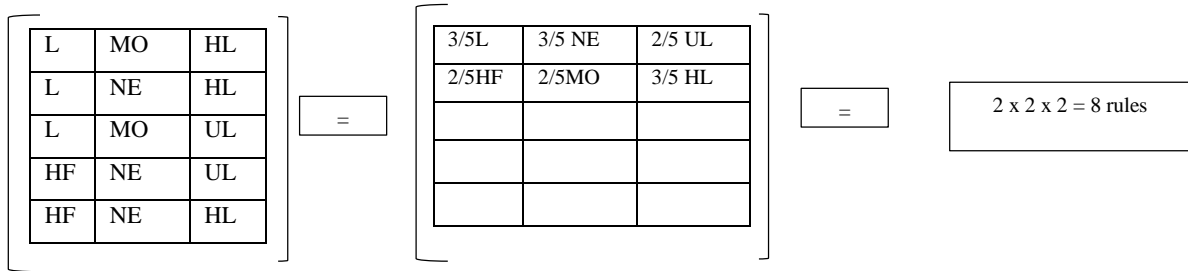 L MO HL
L NE HL
L MO UL
HF NE UL
HF NE HL
=
3/5L 3/5 NE 2/5 UL
2/5HF 2/5MO 3/5 HL
=
2 x 2 x 2 = 8 rules